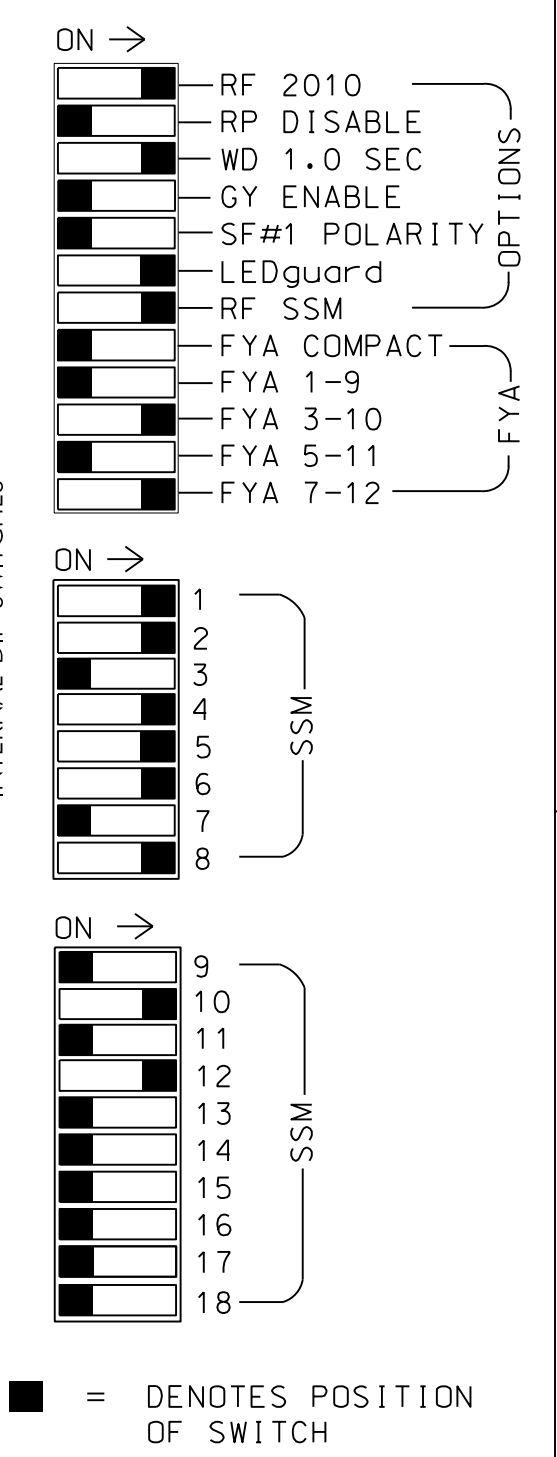 ON →
RF 2010
RP DISABLE
WD 1.0 SEC
GY ENABLE
SF#1 POLARITY
LEDguard
RF SSM
OPTIONS
FYA COMPACT
FYA 1-9
FYA 3-10
FYA 5-11
FYA 7-12
FYA
ON →
1
2
3
4
5
6
7
8
SSM
ON →
9
10
11
12
13
14
15
16
17
18
SSM
= DENOTES POSITION
OF SWITCH